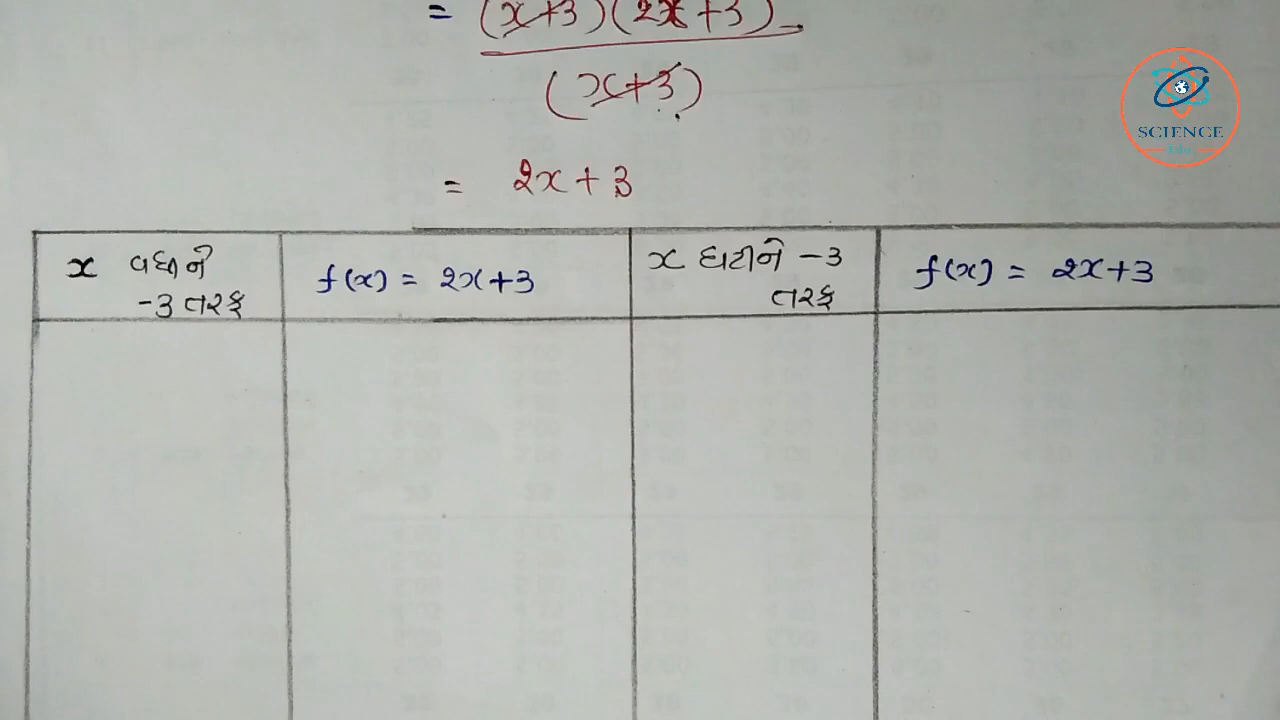 = (x+3)(2x+3)
(x+3)
= 2x+3
x વધીને -3 તરફ
f(x) = 2x+3
x ઘટીને -3 તરફ
f(x) = 2x+3
SCIENCE